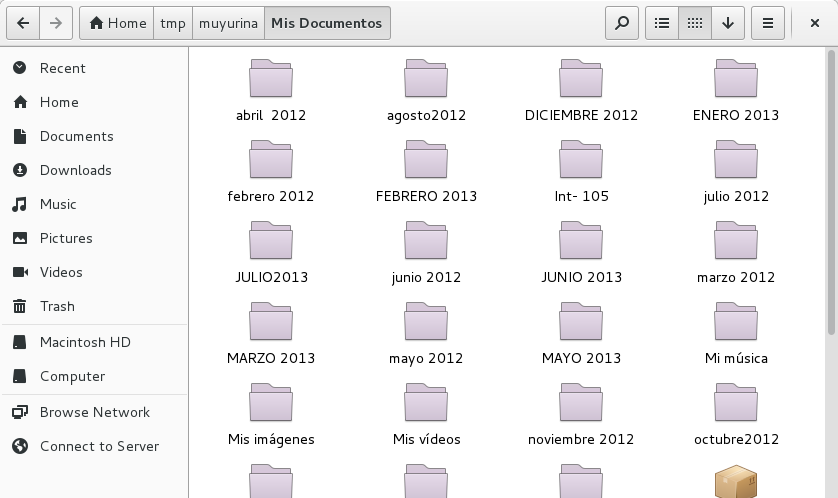 Home tmp muyurina Mis Documentos
Recent
Home
Documents
Downloads
Music
Pictures
Videos
Trash
Macintosh HD
Computer
Browse Network
Connect to Server
abril  2012 agosto2012 DICIEMBRE 2012 ENERO 2013
febrero 2012 FEBRERO 2013 Int- 105 julio 2012
JULIO2013 junio 2012 JUNIO 2013 marzo 2012
MARZO 2013 mayo 2012 MAYO 2013 Mi música
Mis imágenes Mis vídeos noviembre 2012 octubre2012